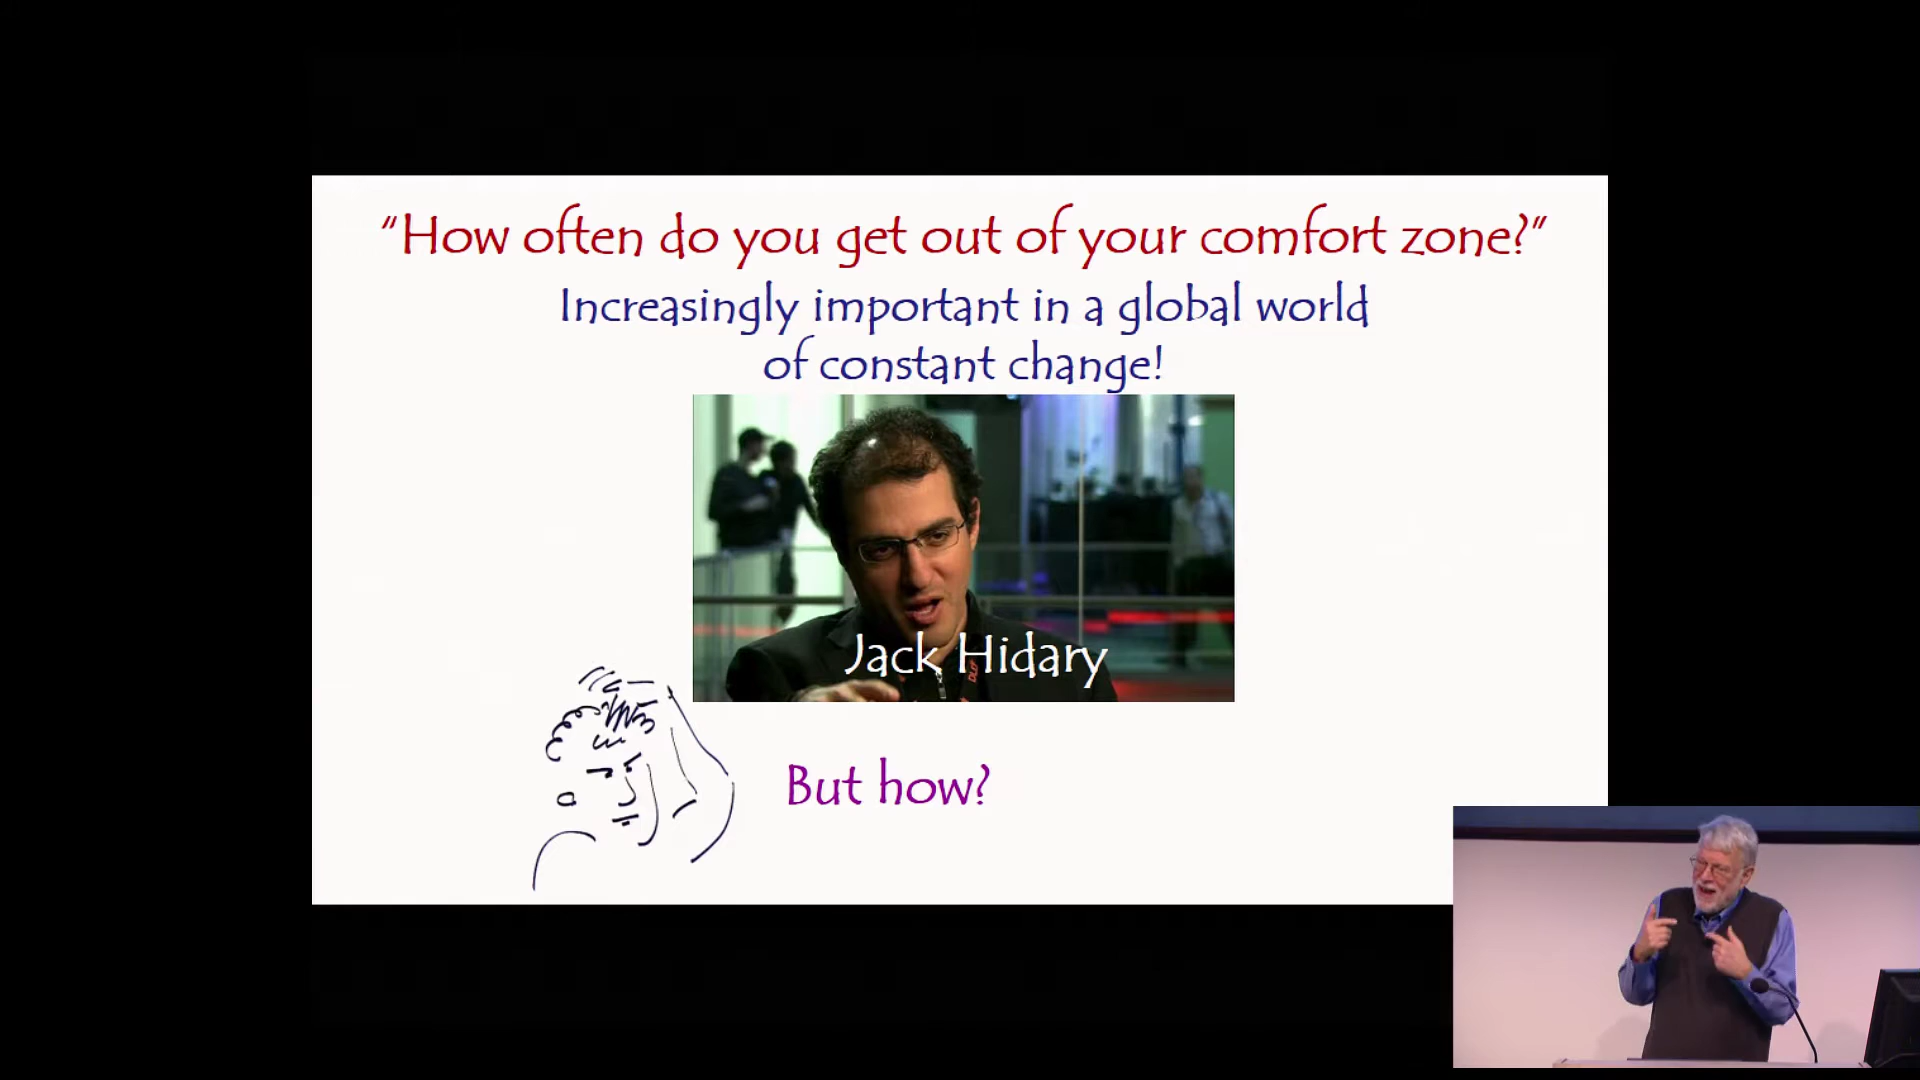 “How often do you get out of your comfort zone?”
Increasingly important in a global world
of constant change!
DLD
Jack Hidary
But how?